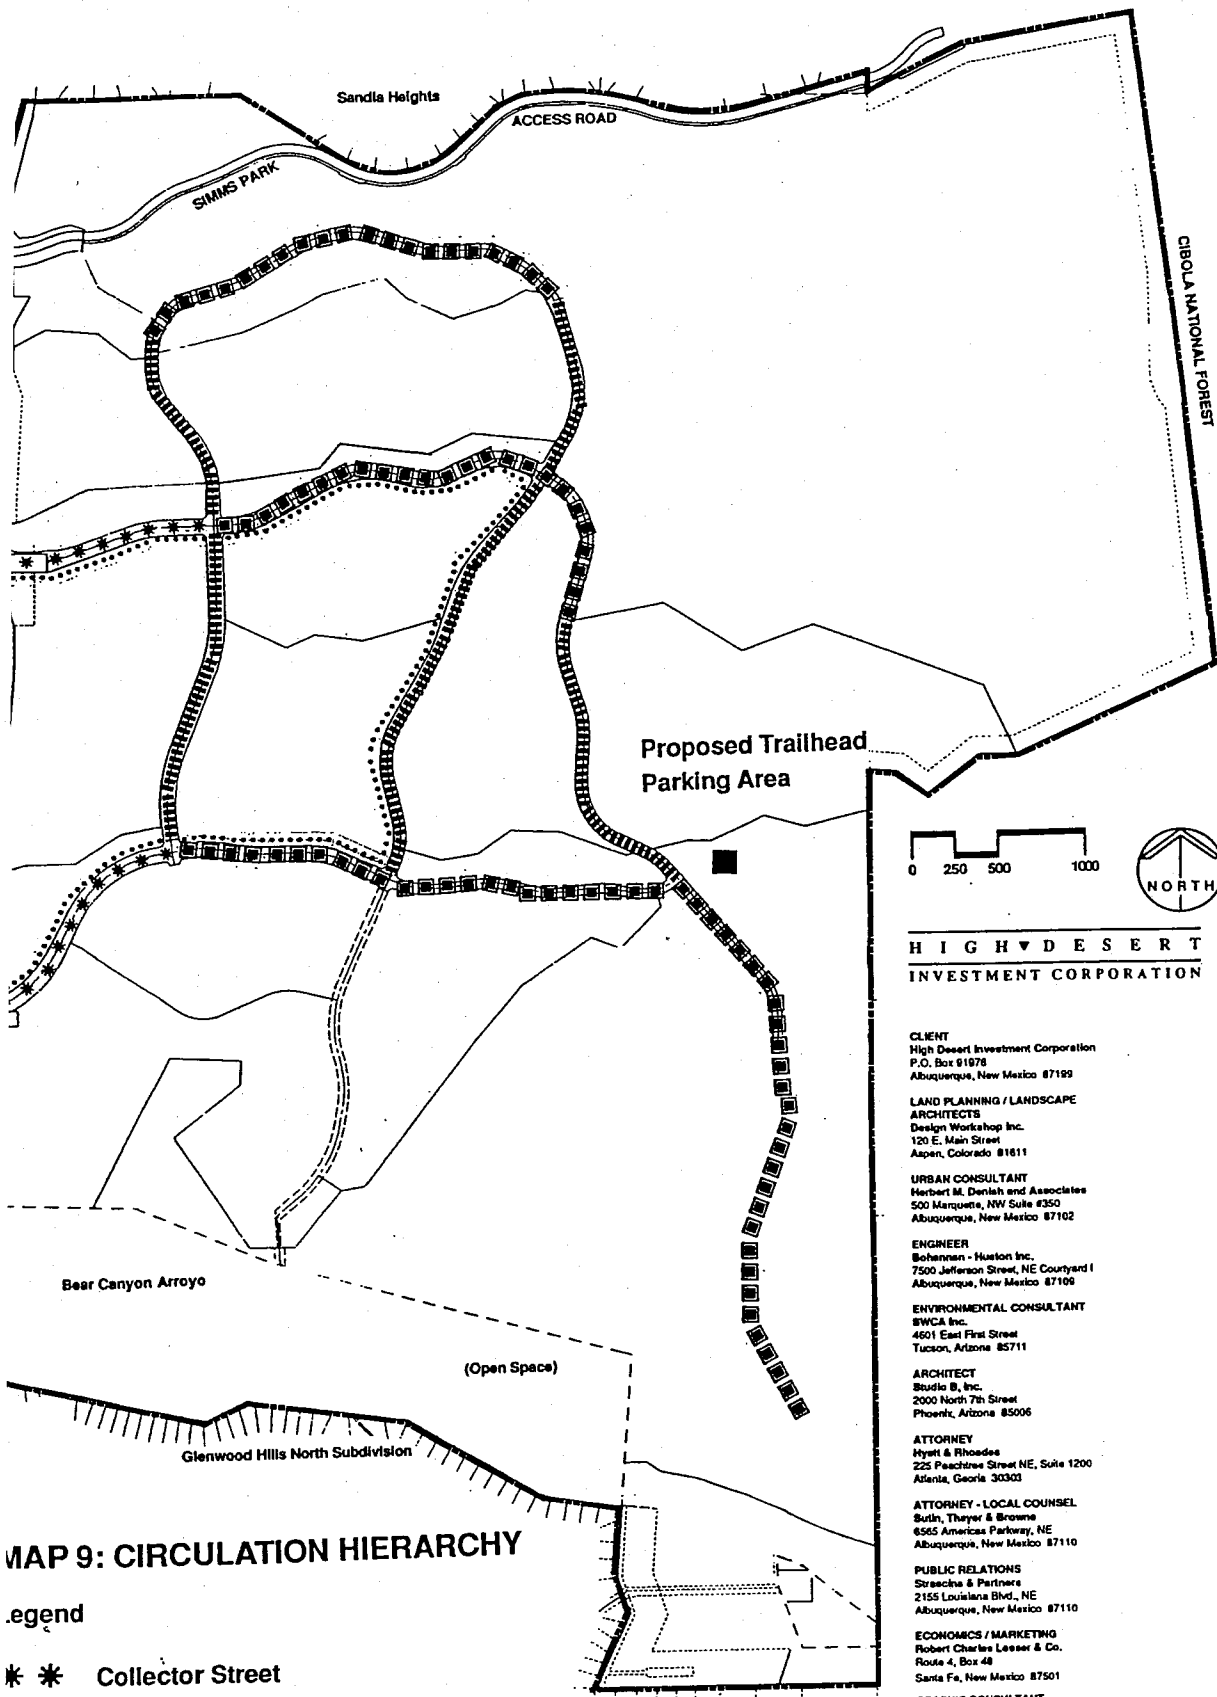 Sandia Heights
ACCESS ROAD
SIMMS PARK
CIBOLA NATIONAL FOREST
Proposed Trailhead
Parking Area
0 250 500 1000
NORTH
HIGH DESERT
INVESTMENT CORPORATION
CLIENT
High Desert Investment Corporation
P.O. Box 91976
Albuquerque, New Mexico 87199
LAND PLANNING / LANDSCAPE
ARCHITECTS
Design Workshop Inc.
120 E. Main Street
Aspen, Colorado 81611
URBAN CONSULTANT
Herbert M. Denish and Associates
500 Marquette, NW Suite #350
Albuquerque, New Mexico 87102
ENGINEER
Bohannan - Huston Inc.
7500 Jefferson Street, NE Courtyard I
Albuquerque, New Mexico 87109
ENVIRONMENTAL CONSULTANT
SWCA Inc.
4601 East First Street
Tucson, Arizona 85711
ARCHITECT
Studio B, Inc.
2000 North 7th Street
Phoenix, Arizona 85006
ATTORNEY
Hyatt & Rhoades
225 Peachtree Street NE, Suite 1200
Atlanta, Georia 30303
ATTORNEY - LOCAL COUNSEL
Sutin, Thayer & Browne
6565 Americas Parkway, NE
Albuquerque, New Mexico 87110
PUBLIC RELATIONS
& Partners
2155 Louisiana Blvd., NE
Albuquerque, New Mexico 87110
ECONOMICS / MARKETING
Robert Charles Lesser & Co.
Route 4, Box 48
Santa Fe, New Mexico 87501
Bear Canyon Arroyo
(Open Space)
Glenwood Hills North Subdivision
MAP 9: CIRCULATION HIERARCHY
Legend
Collector Street